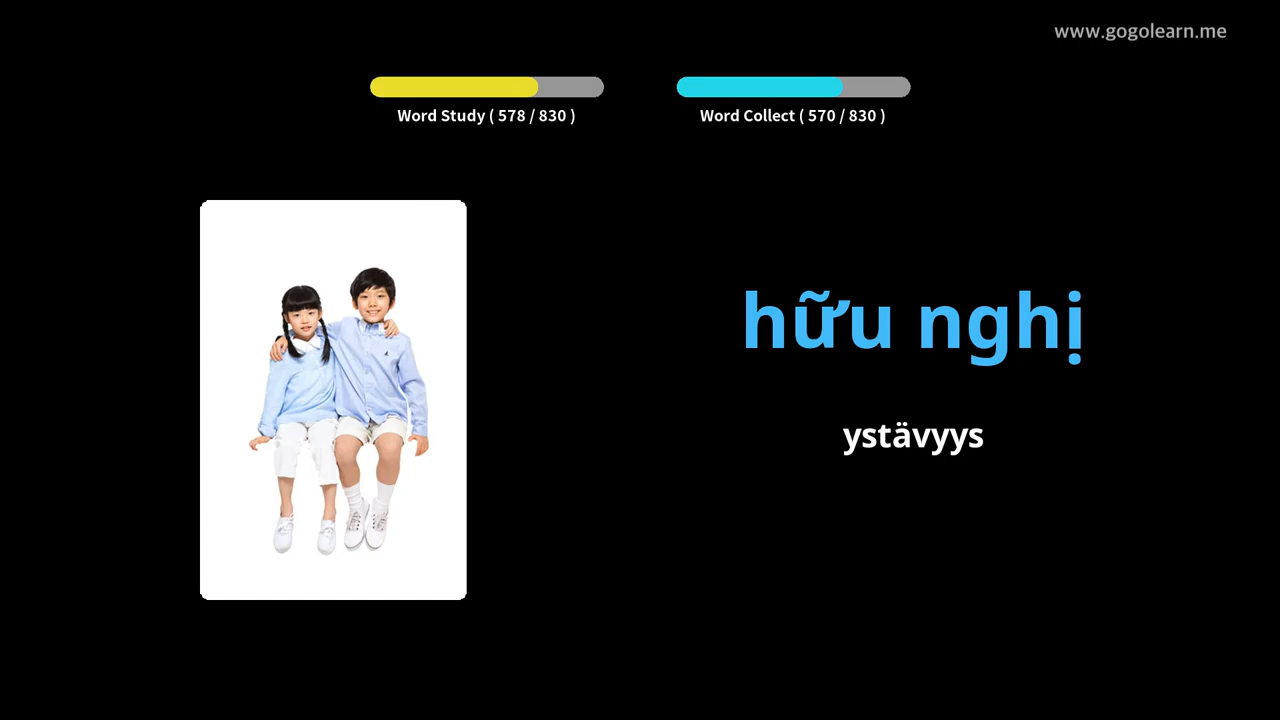 www.gogolearn.me
Word Study ( 578 / 830 )
Word Collect ( 570 / 830 )
hữu nghị
ystävyys